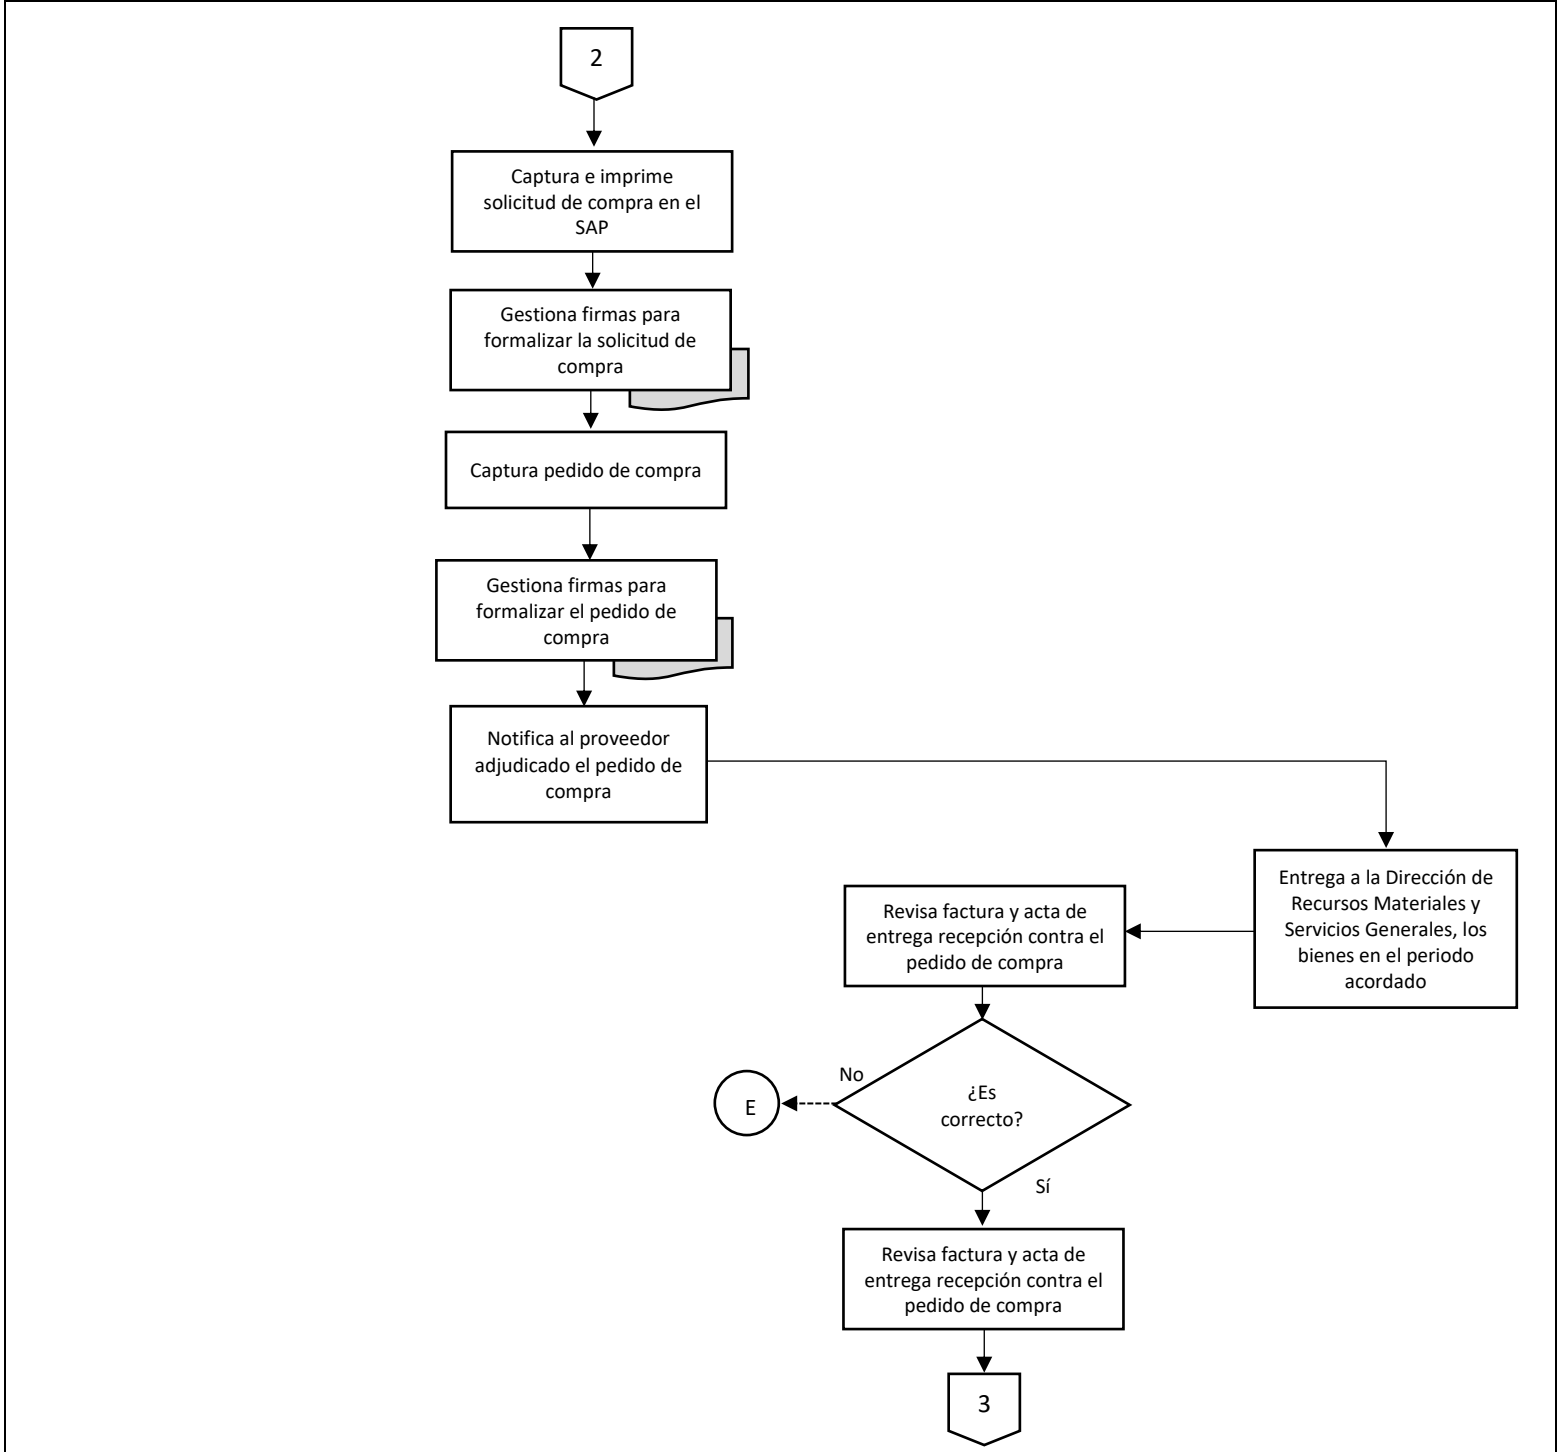 2
Captura e imprime
solicitud de compra en el
SAP
Gestiona firmas para
formalizar la solicitud de
compra
Captura pedido de compra
Gestiona firmas para
formalizar el pedido de
compra
Notifica al proveedor
adjudicado el pedido de
compra
Entrega a la Dirección de
Recursos Materiales y
Servicios Generales, los
bienes en el periodo
acordado
Revisa factura y acta de
entrega recepción contra el
pedido de compra
¿Es
correcto?
No
E
Sí
Revisa factura y acta de
entrega recepción contra el
pedido de compra
3